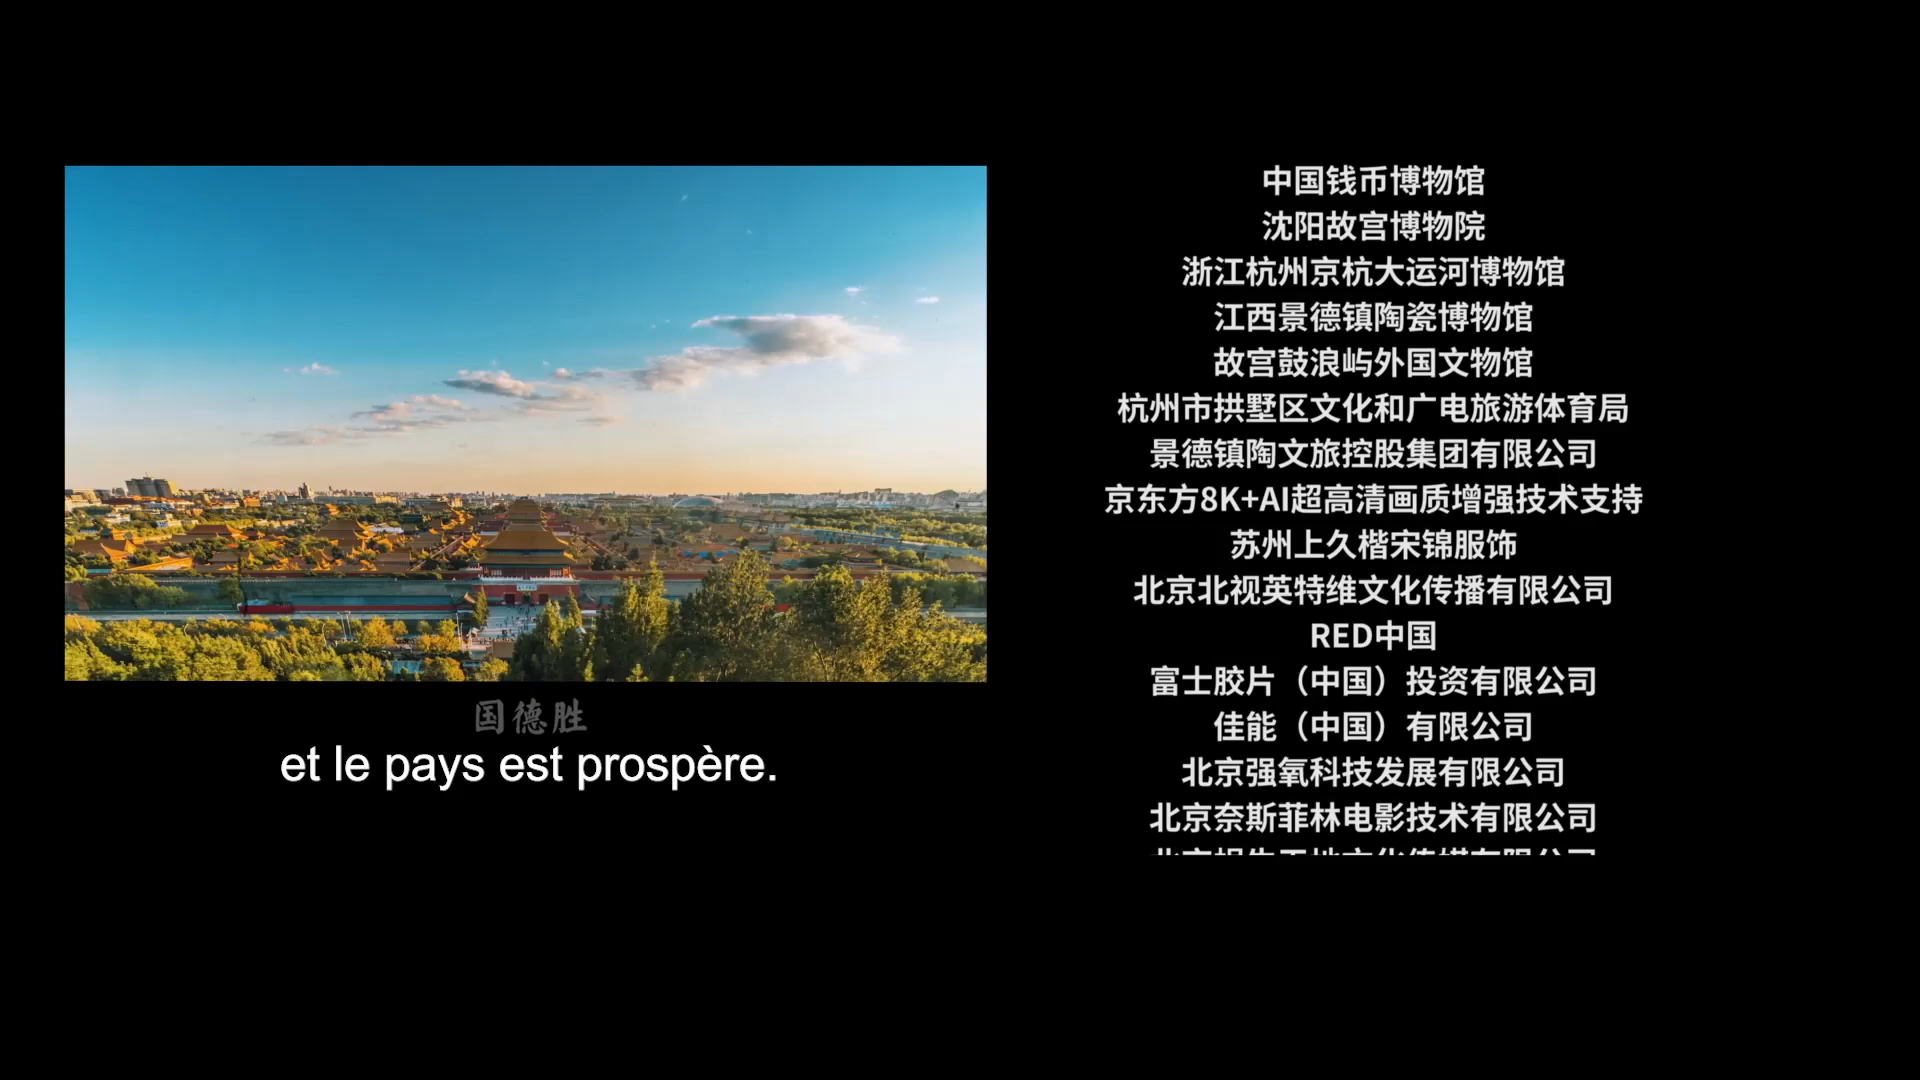 国德胜
et le pays est prospère.
中国钱币博物馆
沈阳故宫博物院
浙江杭州京杭大运河博物馆
江西景德镇陶瓷博物馆
故宫鼓浪屿外国文物馆
杭州市拱墅区文化和广电旅游体育局
景德镇陶文旅控股集团有限公司
京东方8K+AI超高清画质增强技术支持
苏州上久楷宋锦服饰
北京北视英特维文化传播有限公司
RED中国
富士胶片（中国）投资有限公司
佳能（中国）有限公司
北京强氧科技发展有限公司
北京奈斯菲林电影技术有限公司